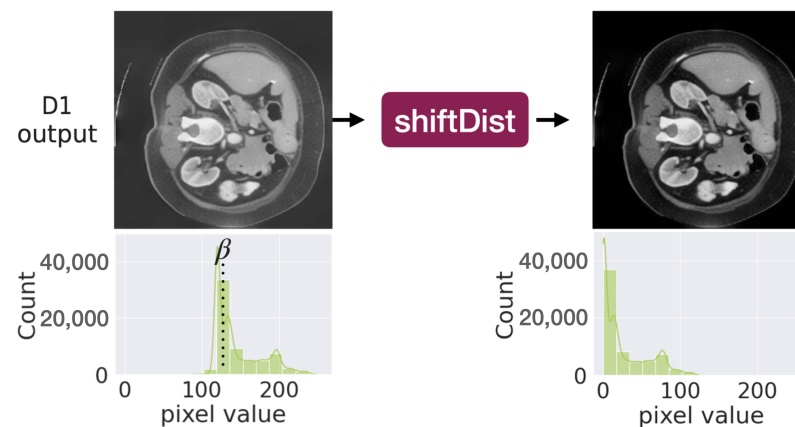 D1
output
shiftDist
β
40,000
20,000
0
Count
0
100
200
pixel value
40,000
20,000
0
Count
0
100
200
pixel value